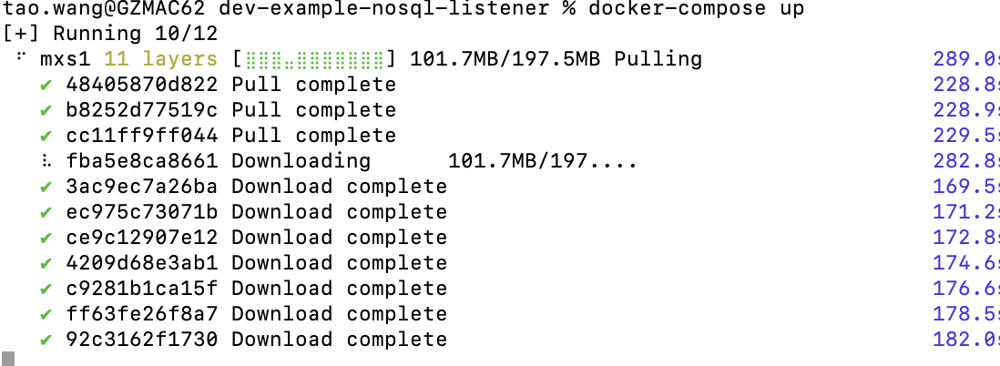 tao.wang@GZMAC62 dev-example-nosql-listener % docker-compose up
[+] Running 10/12
⠋ mxs1 11 layers [⣿⣿⣿⣀⣿⣿⣿⣿⣿⣿⣿] 101.7MB/197.5MB Pulling 289.0s
✔ 48405870d822 Pull complete 228.8s
✔ b8252d77519c Pull complete 228.9s
✔ cc11ff9ff044 Pull complete 229.5s
⠧ fba5e8ca8661 Downloading 101.7MB/197.... 282.8s
✔ 3ac9ec7a26ba Download complete 169.5s
✔ ec975c73071b Download complete 171.2s
✔ ce9c12907e12 Download complete 172.8s
✔ 4209d68e3ab1 Download complete 174.6s
✔ c9281b1ca15f Download complete 176.6s
✔ ff63fe26f8a7 Download complete 178.5s
✔ 92c3162f1730 Download complete 182.0s